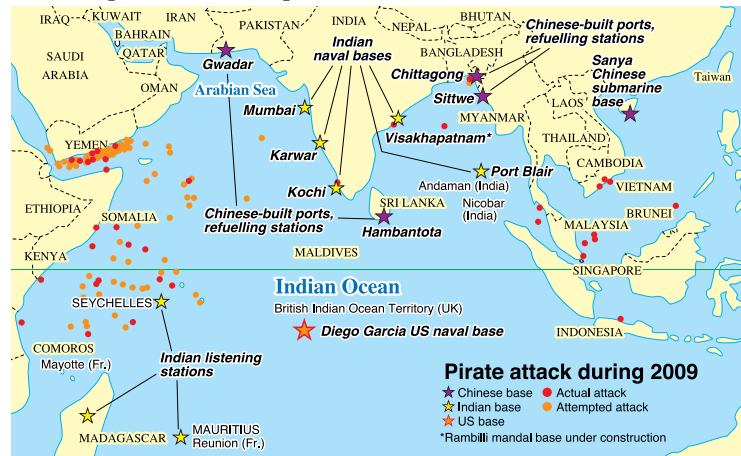 IRAQ
KUWAIT
IRAN
PAKISTAN
INDIA
NEPAL
BHUTAN
BAHRAIN
QATAR
SAUDI
ARABIA
OMAN
Gwadar
Arabian Sea
Indian
naval bases
BANGLADESH
Chinese-built ports,
refuelling stations
Chittagong
Sittwe
Sanya
Chinese
submarine
base
Taiwan
Mumbai
Visakhapatnam*
MYANMAR
LAOS
THAILAND
YEMEN
Karwar
Kochi
Port Blair
Andaman (India)
Nicobar
(India)
CAMBODIA
VIETNAM
ETHIOPIA
SOMALIA
Chinese-built ports,
refuelling stations
SRI LANKA
Hambantota
BRUNEI
MALAYSIA
KENYA
MALDIVES
SINGAPORE
Indian Ocean
SEYCHELLES
British Indian Ocean Territory (UK)
Diego Garcia US naval base
INDONESIA
COMOROS
Mayotte (Fr.)
Indian listening
stations
MADAGASCAR
MAURITIUS
Reunion (Fr.)
Pirate attack during 2009
Chinese base
Actual attack
Indian base
Attempted attack
US base
*Rambilli mandal base under construction